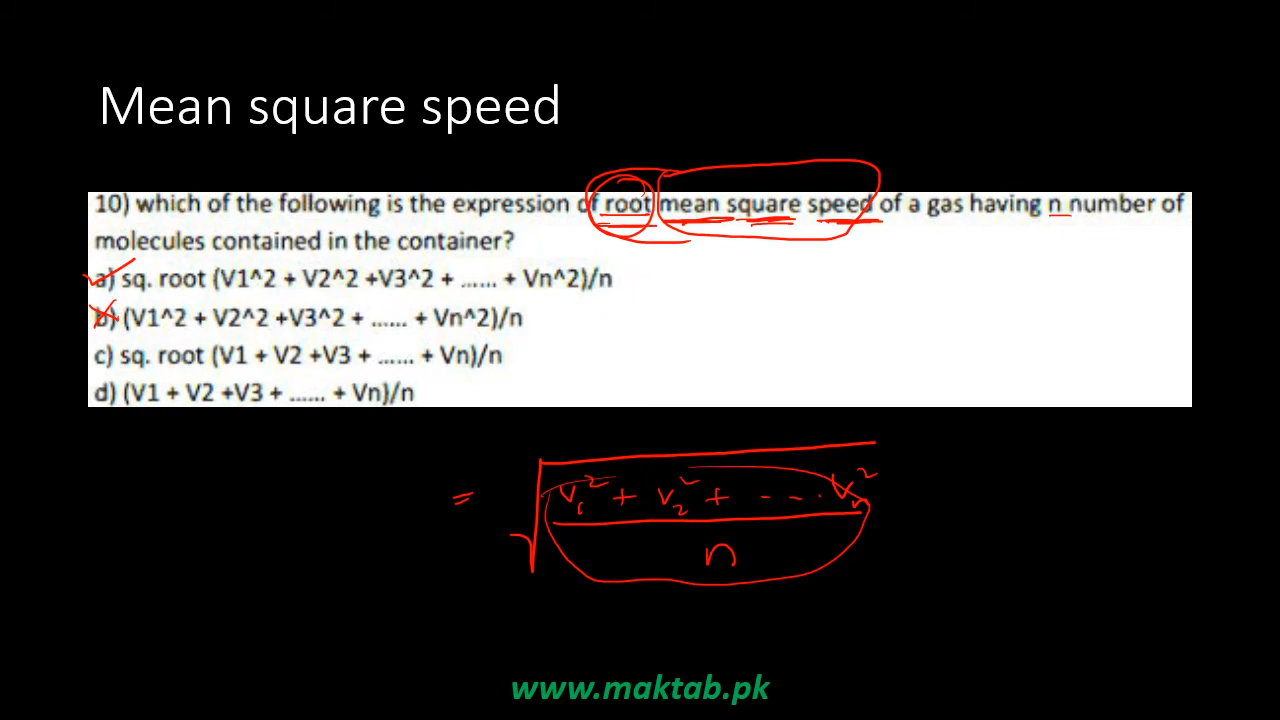 Mean square speed
10) which of the following is the expression of root mean square speed of a gas having n number of
molecules contained in the container?
a) sq. root (V1^2 + V2^2 +V3^2 + ...... + Vn^2)/n
b) (V1^2 + V2^2 +V3^2 + ...... + Vn^2)/n
c) sq. root (V1 + V2 +V3 + ...... + Vn)/n
d) (V1 + V2 +V3 + ...... + Vn)/n
= √ v₁² + v₂² + - - . vₙ²
n
www.maktab.pk